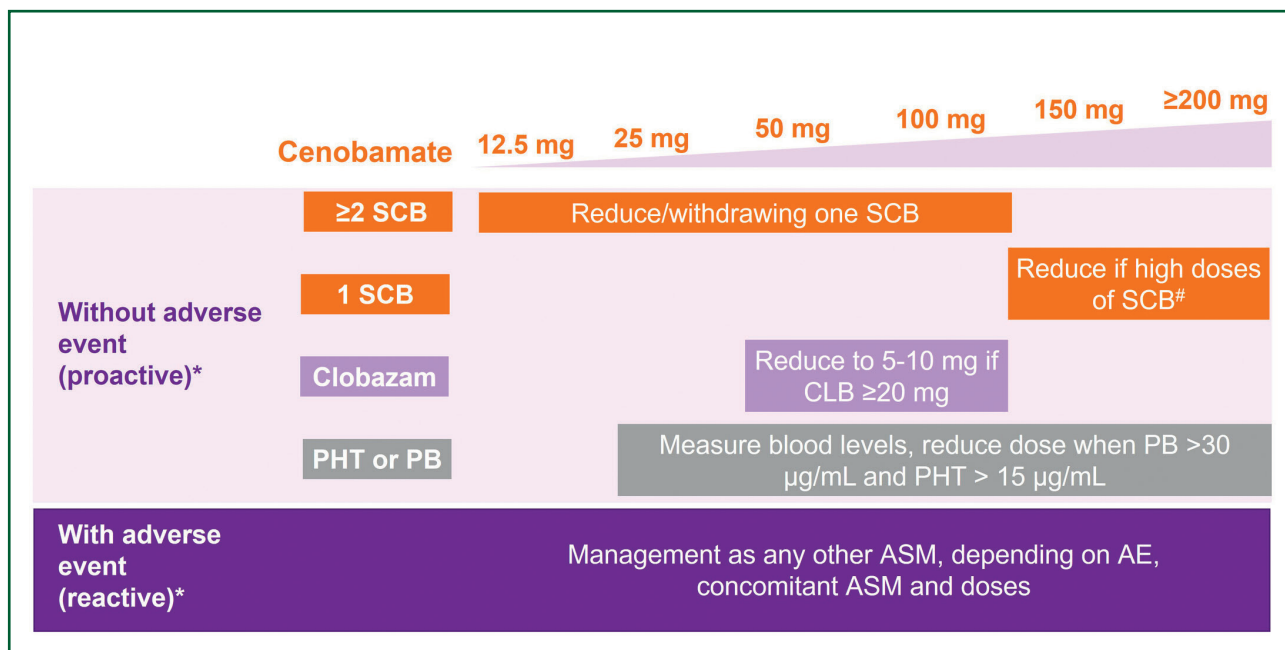 Cenobamate 12.5 mg 25 mg 50 mg 100 mg 150 mg ≥200 mg
≥2 SCB
Reduce/withdrawing one SCB
1 SCB
Reduce if high doses
of SCB#
Without adverse
event
(proactive)*
Clobazam
Reduce to 5-10 mg if
CLB ≥20 mg
PHT or PB
Measure blood levels, reduce dose when PB >30
µg/mL and PHT > 15 µg/mL
With adverse
event
(reactive)*
Management as any other ASM, depending on AE,
concomitant ASM and doses